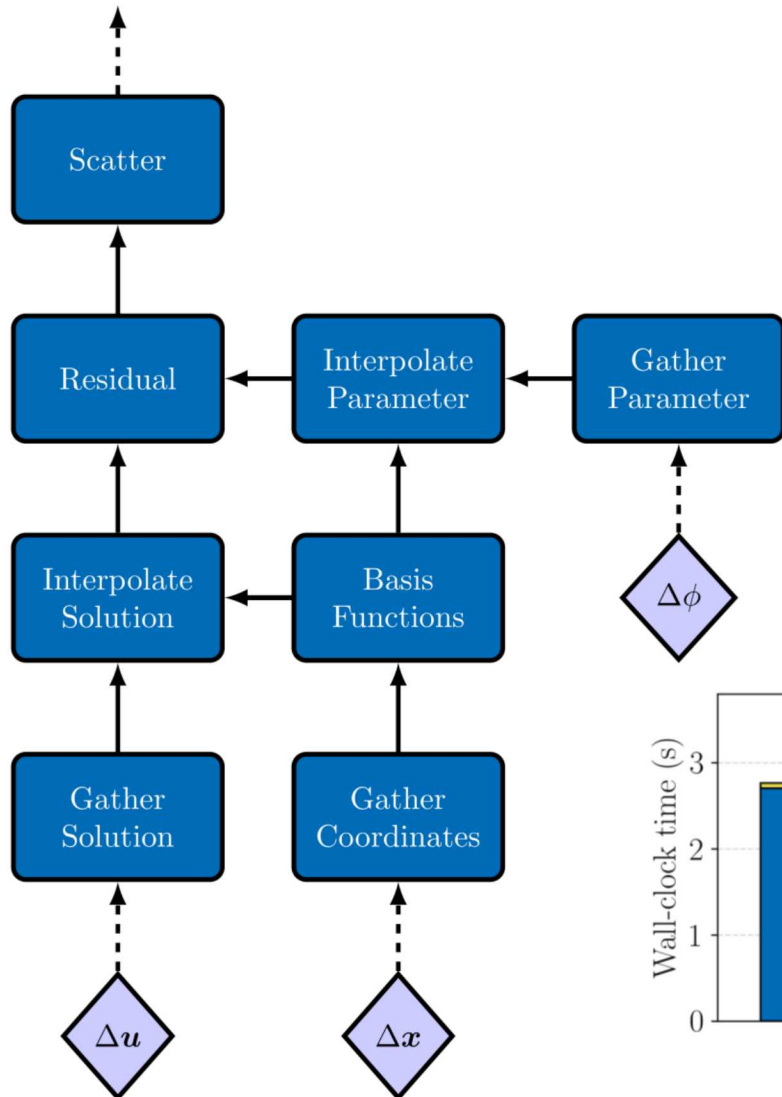 Scatter
Residual
Interpolate
Parameter
Gather
Parameter
Interpolate
Solution
Basis
Functions
Δϕ
Gather
Solution
Gather
Coordinates
Δu
Δx
Wall-clock time (s)
3
2
1
0